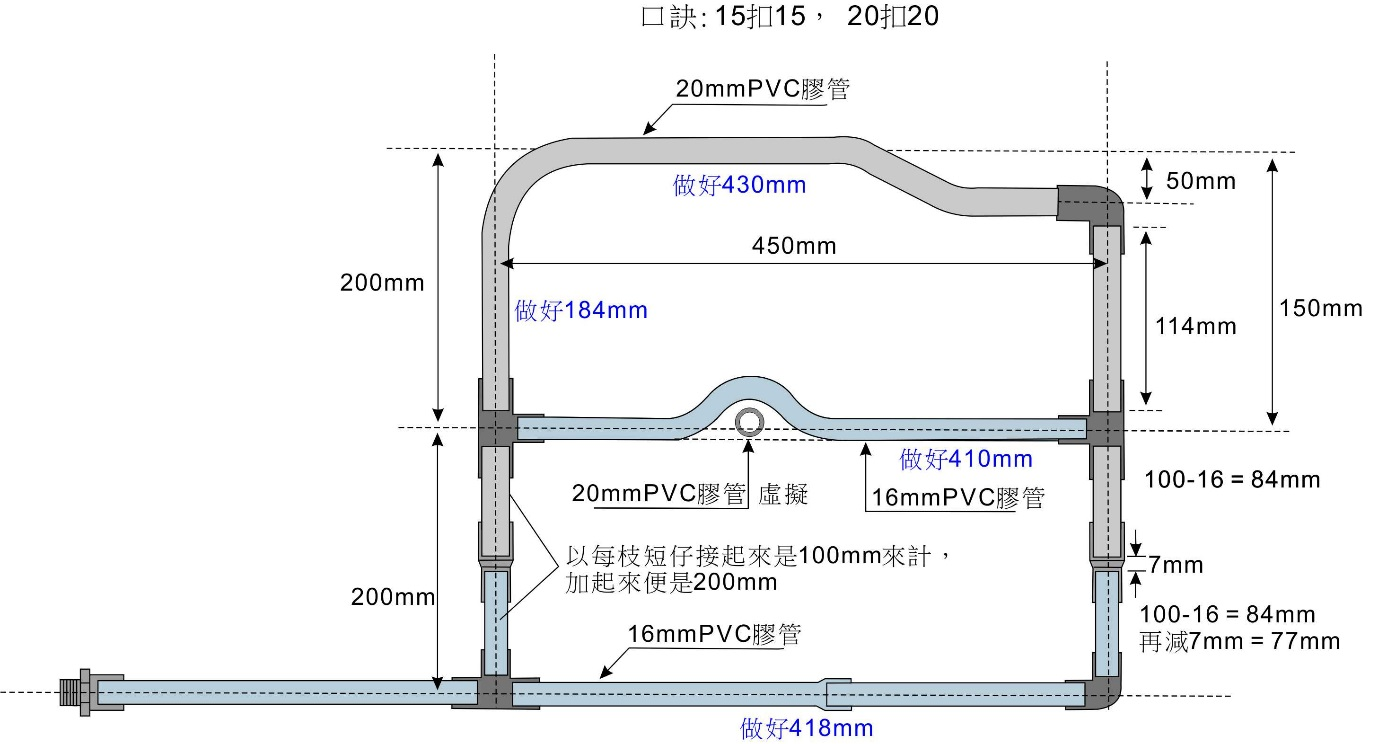 口訣: 15扣15， 20扣20
20mmPVC膠管
做好430mm
50mm
450mm
200mm
做好184mm
150mm
114mm
做好410mm
100-16 = 84mm
20mmPVC膠管 虛擬
16mmPVC膠管
以每枝短仔接起來是100mm來計，
加起來便是200mm
7mm
200mm
100-16 = 84mm
再減7mm = 77mm
16mmPVC膠管
做好418mm